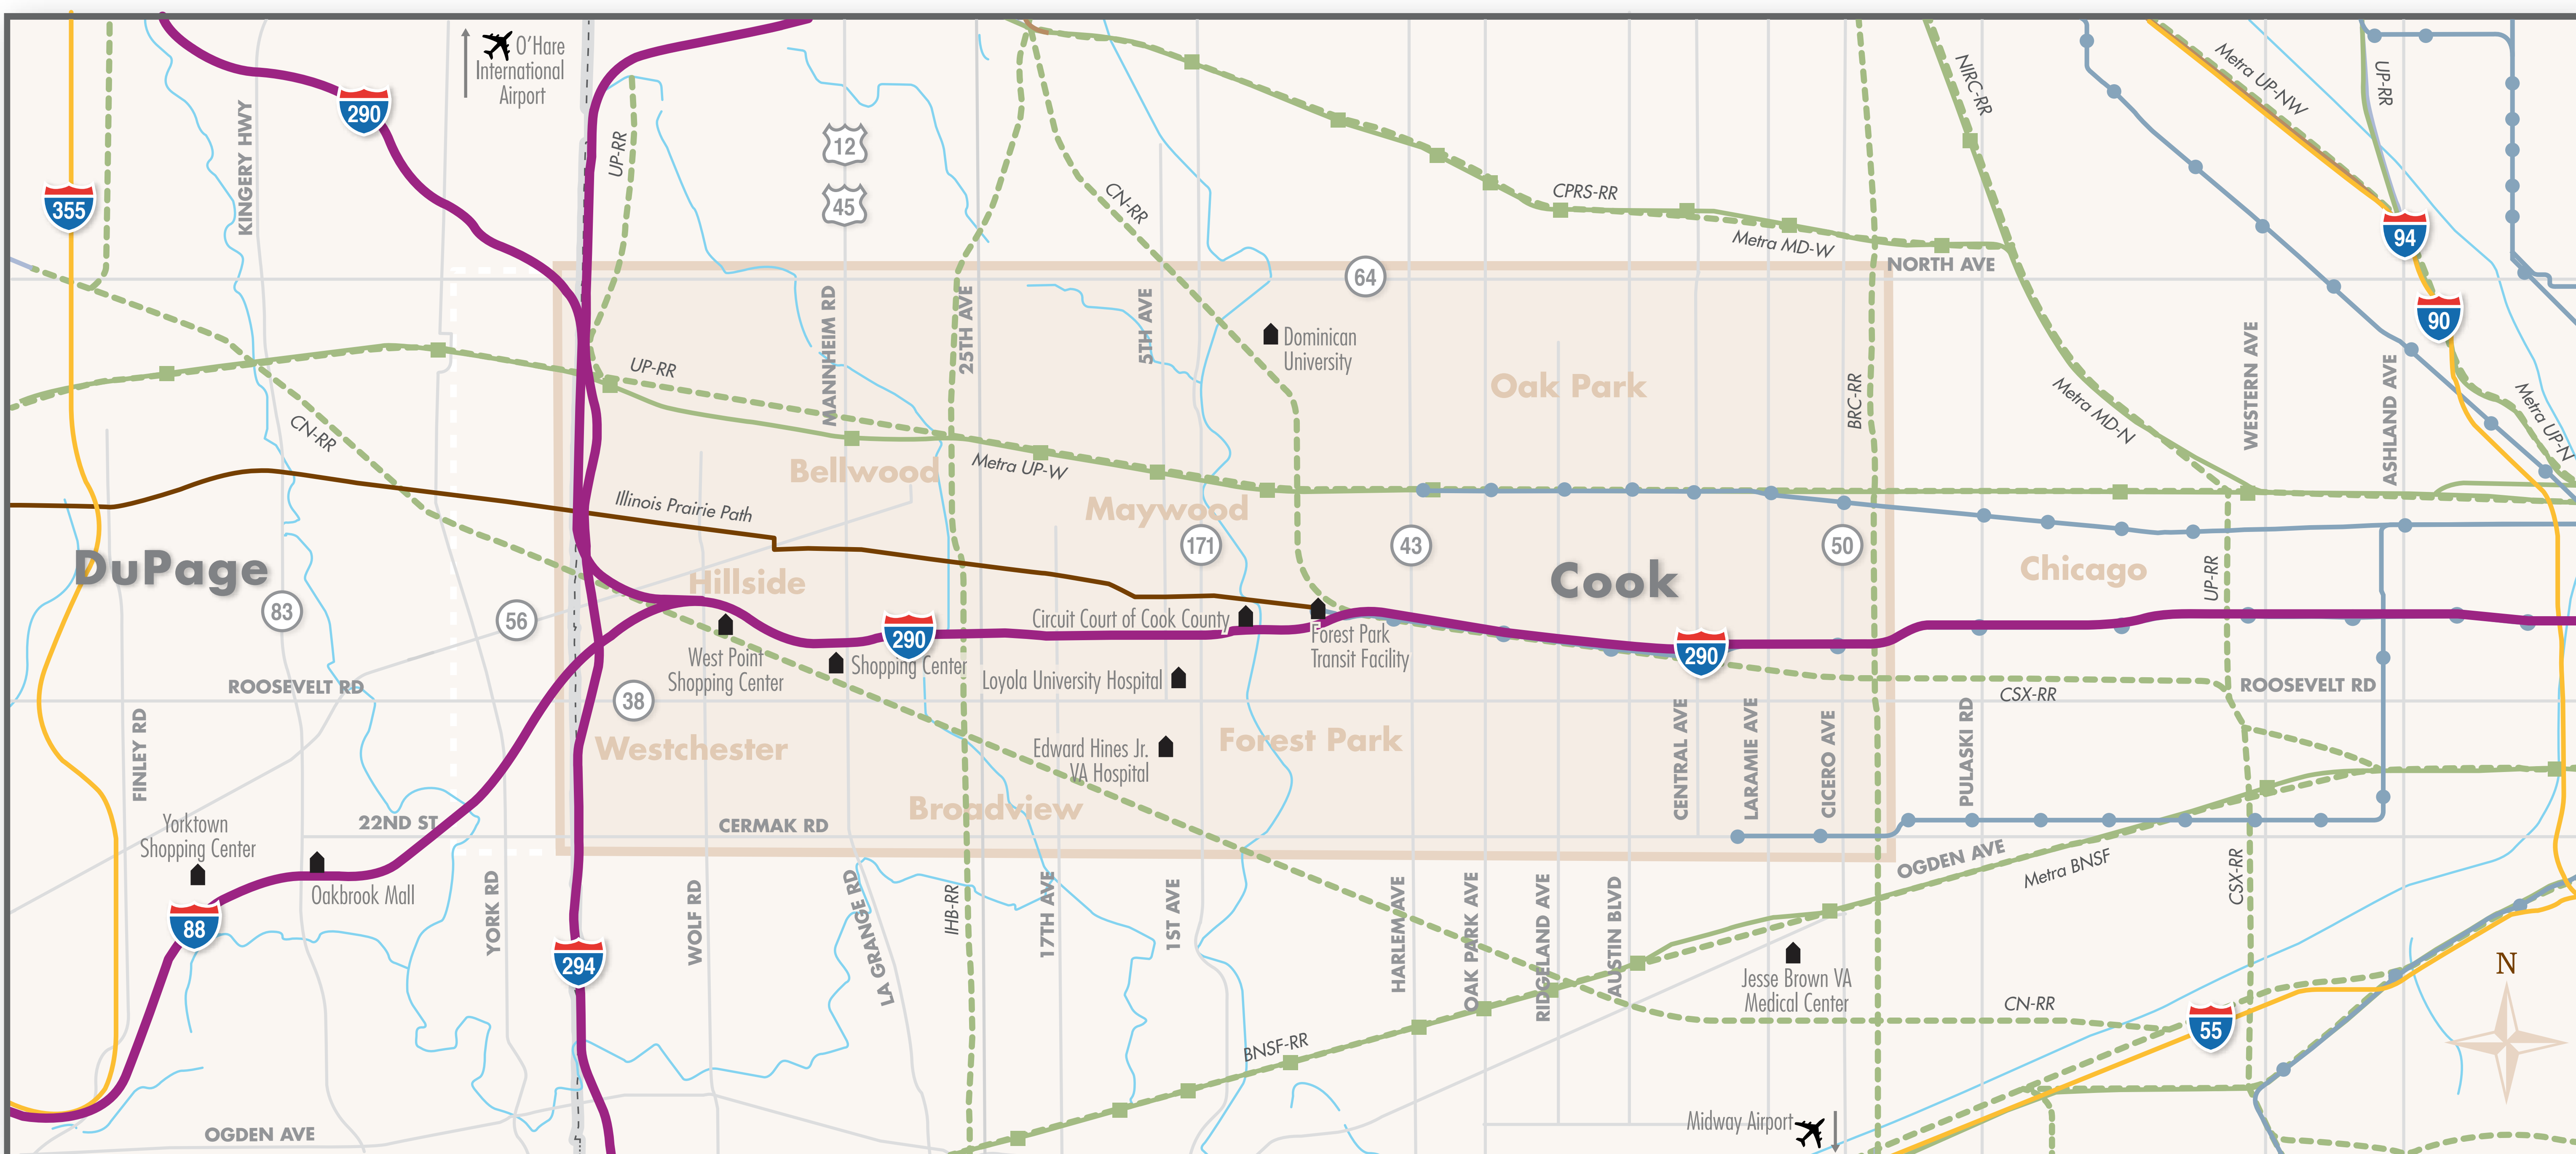 O'Hare
International
Airport
290
355
KINGERY HWY
UP-RR
12
45
CN-RR
CPRS-RR
Metra MD-W
NIRC-RR
Metra UP-NW
UP-RR
94
90
NORTH AVE
64
MANNHEIM RD
25TH AVE
5TH AVE
Dominican
University
Oak Park
BRC-RR
Metra MD-N
WESTERN AVE
ASHLAND AVE
Metra UP-N
UP-RR
CN-RR
Bellwood
Metra UP-W
Maywood
Illinois Prairie Path
171
43
50
DuPage
Hillside
Cook
Chicago
UP-RR
83
56
Circuit Court of Cook County
290
Forest Park
Transit Facility
290
West Point
Shopping Center
Shopping Center
Loyola University Hospital
ROOSEVELT RD
38
CSX-RR
ROOSEVELT RD
FINLEY RD
Westchester
Edward Hines Jr.
VA Hospital
Forest Park
CENTRAL AVE
LARAMIE AVE
CICERO AVE
PULASKI RD
Broadview
Yorktown
Shopping Center
22ND ST
CERMAK RD
OGDEN AVE
Metra BNSF
CSX-RR
Oakbrook Mall
88
YORK RD
294
WOLF RD
LA GRANGE RD
IHB-RR
17TH AVE
1ST AVE
HARLEM AVE
OAK PARK AVE
RIDGELAND AVE
AUSTIN BLVD
Jesse Brown VA
Medical Center
CN-RR
55
N
BNSF-RR
Midway Airport
OGDEN AVE